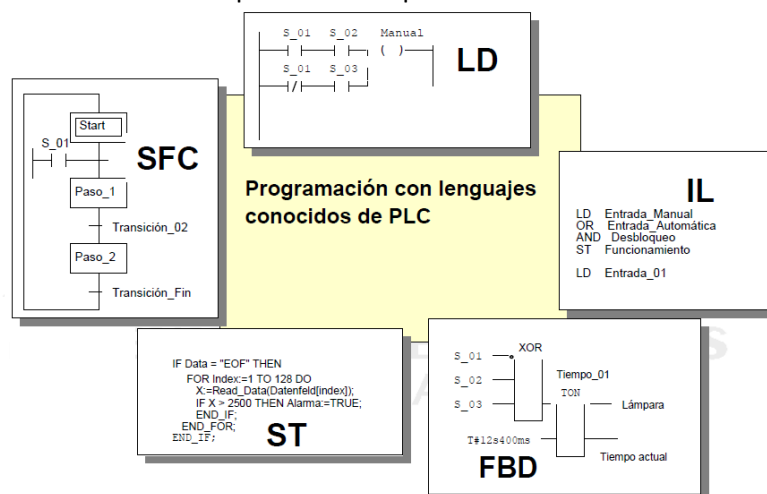 S_01 S_02 Manual
( )
S_01 S_03
LD
Start
S_01
SFC
Paso_1
Transición_02
Paso_2
Transición_Fin
Programación con lenguajes
conocidos de PLC
IL
LD Entrada_Manual
OR Entrada_Automática
AND Desbloqueo
ST Funcionamiento
LD Entrada_01
IF Data = "EOF" THEN
FOR Index:=1 TO 128 DO
X:=Read_Data(Datenfeld[index]);
IF X > 2500 THEN Alarma:=TRUE;
END_IF;
END_FOR;
END_IF;
ST
XOR
S_01
S_02
S_03
Tiempo_01
TON
Lámpara
T#12s400ms
Tiempo actual
FBD